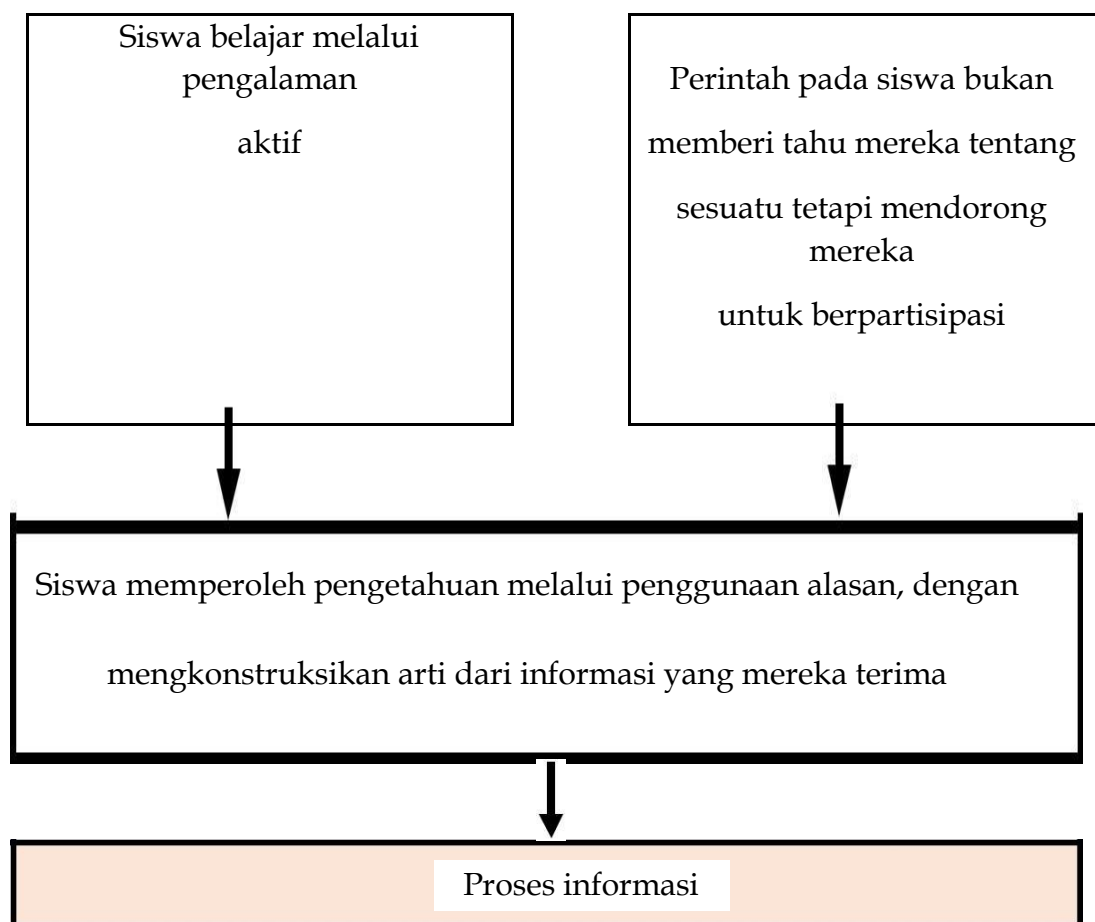 Siswa belajar melalui
pengalaman
aktif
Perintah pada siswa bukan
memberi tahu mereka tentang
sesuatu tetapi mendorong
mereka
untuk berpartisipasi
Siswa memperoleh pengetahuan melalui penggunaan alasan, dengan
mengkonstruksikan arti dari informasi yang mereka terima
Proses informasi